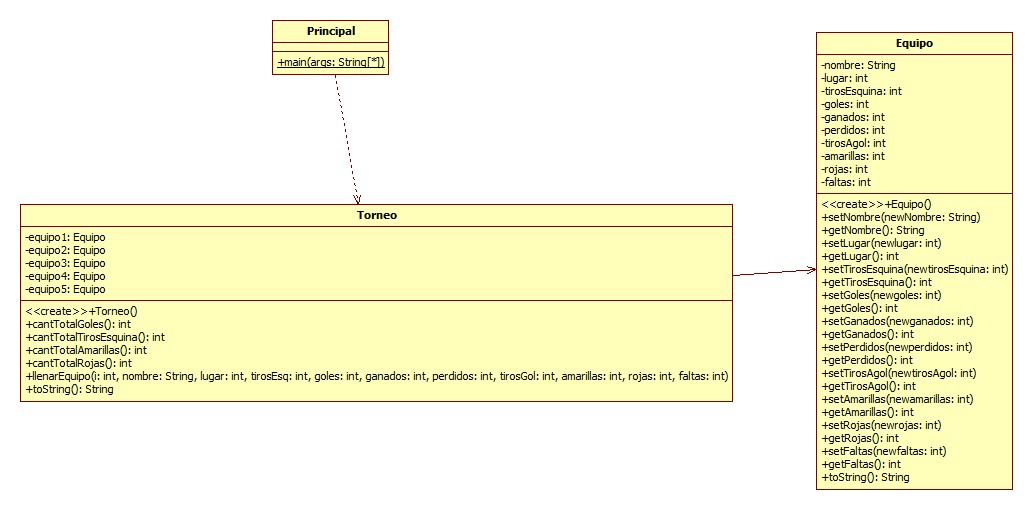 Principal
+main(args: String[*])
Torneo
-equipo1: Equipo
-equipo2: Equipo
-equipo3: Equipo
-equipo4: Equipo
-equipo5: Equipo
<<create>>+Torneo()
+cantTotalGoles(): int
+cantTotalTirosEsquina(): int
+cantTotalAmarillas(): int
+cantTotalRojas(): int
+llenarEquipo(i: int, nombre: String, lugar: int, tirosEsq: int, goles: int, ganados: int, perdidos: int, tirosGol: int, amarillas: int, rojas: int, faltas: int)
+toString(): String
Equipo
-nombre: String
-lugar: int
-tirosEsquina: int
-goles: int
-ganados: int
-perdidos: int
-tirosAgol: int
-amarillas: int
-rojas: int
-faltas: int
<<create>>+Equipo()
+setNombre(newNombre: String)
+getNombre(): String
+setLugar(newlugar: int)
+getLugar(): int
+setTirosEsquina(newtirosEsquina: int)
+getTirosEsquina(): int
+setGoles(newgoles: int)
+getGoles(): int
+setGanados(newganados: int)
+getGanados(): int
+setPerdidos(newperdidos: int)
+getPerdidos(): int
+setTirosAgol(newtirosAgol: int)
+getTirosAgol(): int
+setAmarillas(newamarillas: int)
+getAmarillas(): int
+setRojas(newrojas: int)
+getRojas(): int
+setFaltas(newfaltas: int)
+getFaltas(): int
+toString(): String